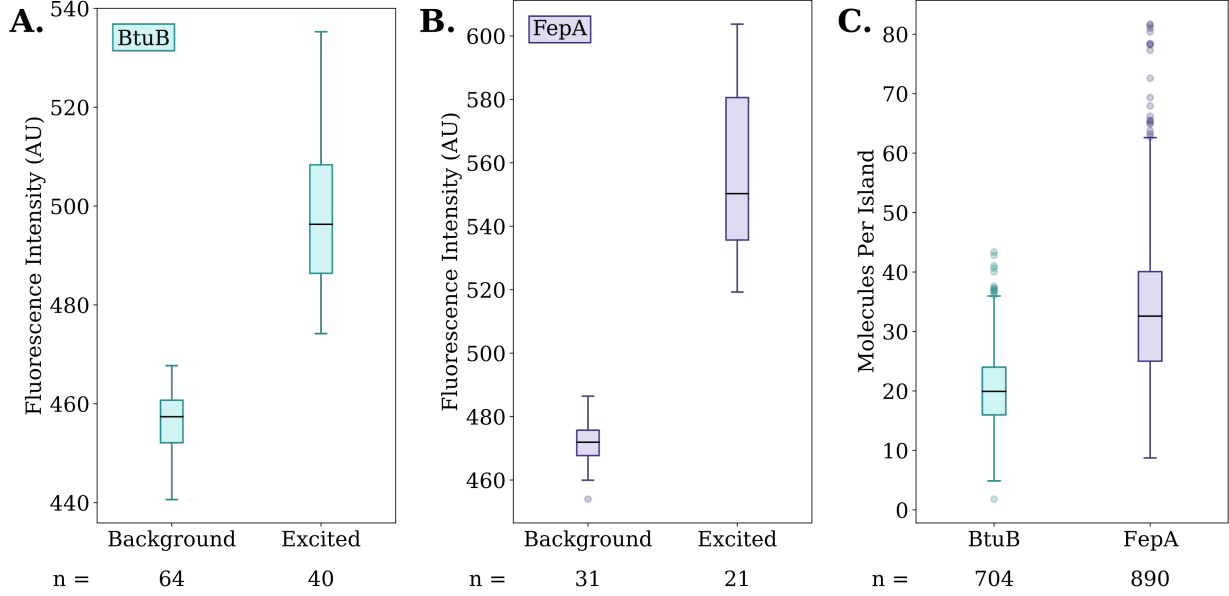 A.
BtuB
Fluorescence Intensity (AU)
540
520
500
480
460
440
Background Excited
n = 64 40
B.
FepA
Fluorescence Intensity (AU)
600
580
560
540
520
500
480
460
Background Excited
n = 31 21
C.
Molecules Per Island
80
70
60
50
40
30
20
10
0
BtuB FepA
n = 704 890